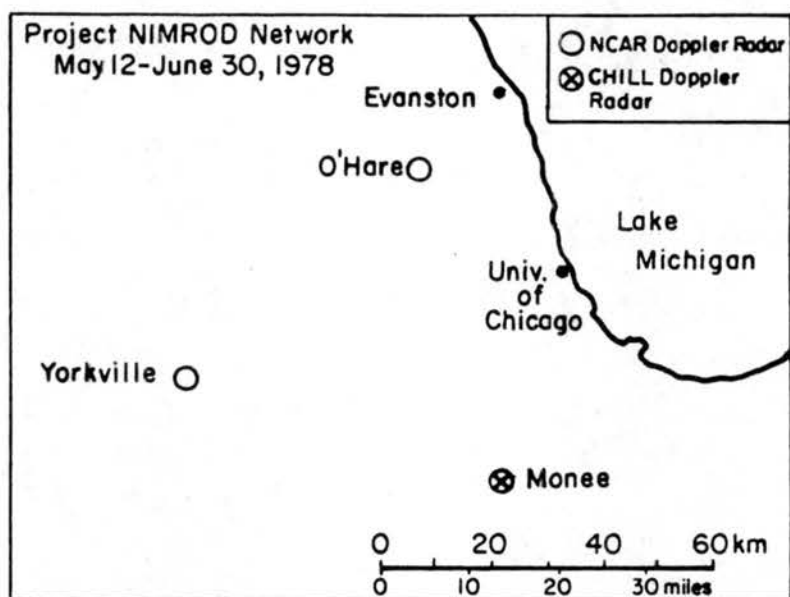 Project NIMROD Network
May 12-June 30, 1978
NCAR Doppler Radar
CHILL Doppler
Radar
Evanston
O'Hare
Lake
Michigan
Univ.
of
Chicago
Yorkville
Monee
0 20 40 60 km
0 10 20 30 miles